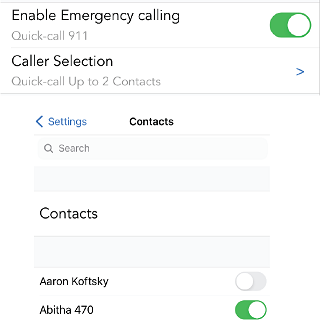 Enable Emergency calling
Quick-call 911
Caller Selection
Quick-call Up to 2 Contacts
>
Settings
Contacts
Search
Contacts
Aaron Koftsky
Abitha 470